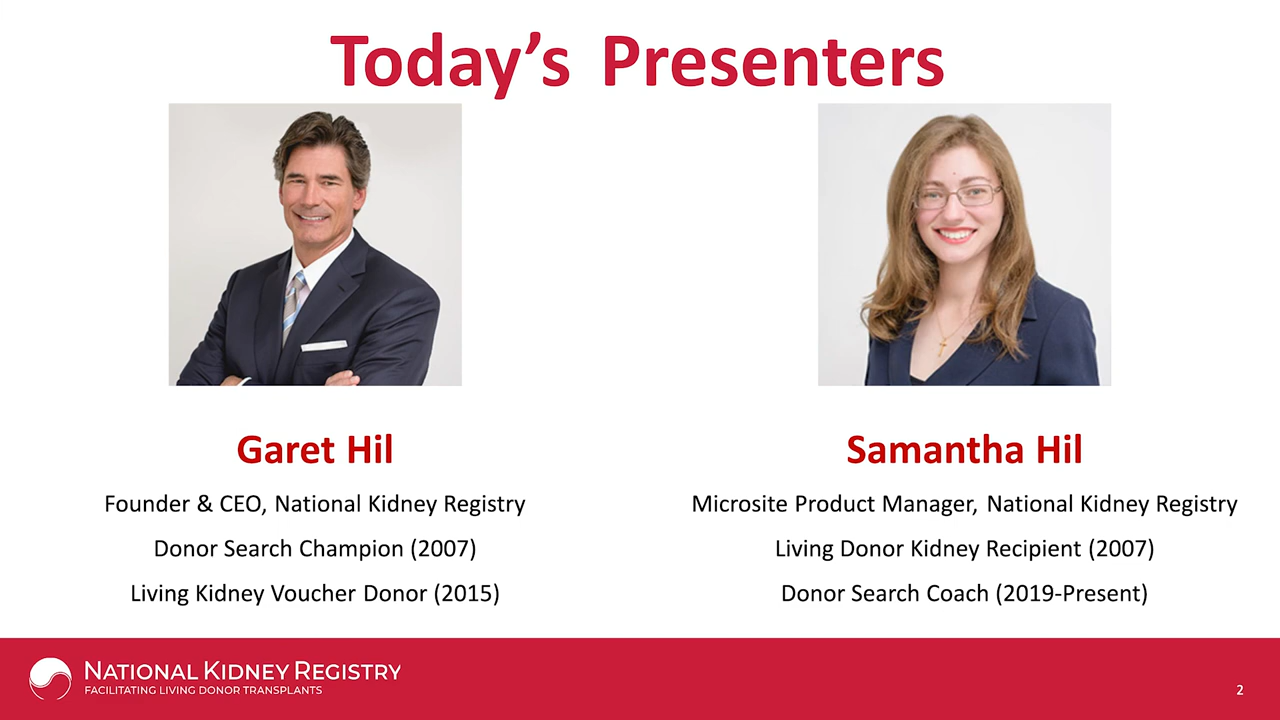 Today's Presenters
Garet Hil
Founder & CEO, National Kidney Registry
Donor Search Champion (2007)
Living Kidney Voucher Donor (2015)
Samantha Hil
Microsite Product Manager, National Kidney Registry
Living Donor Kidney Recipient (2007)
Donor Search Coach (2019-Present)
NATIONAL KIDNEY REGISTRY
FACILITATING LIVING DONOR TRANSPLANTS
2